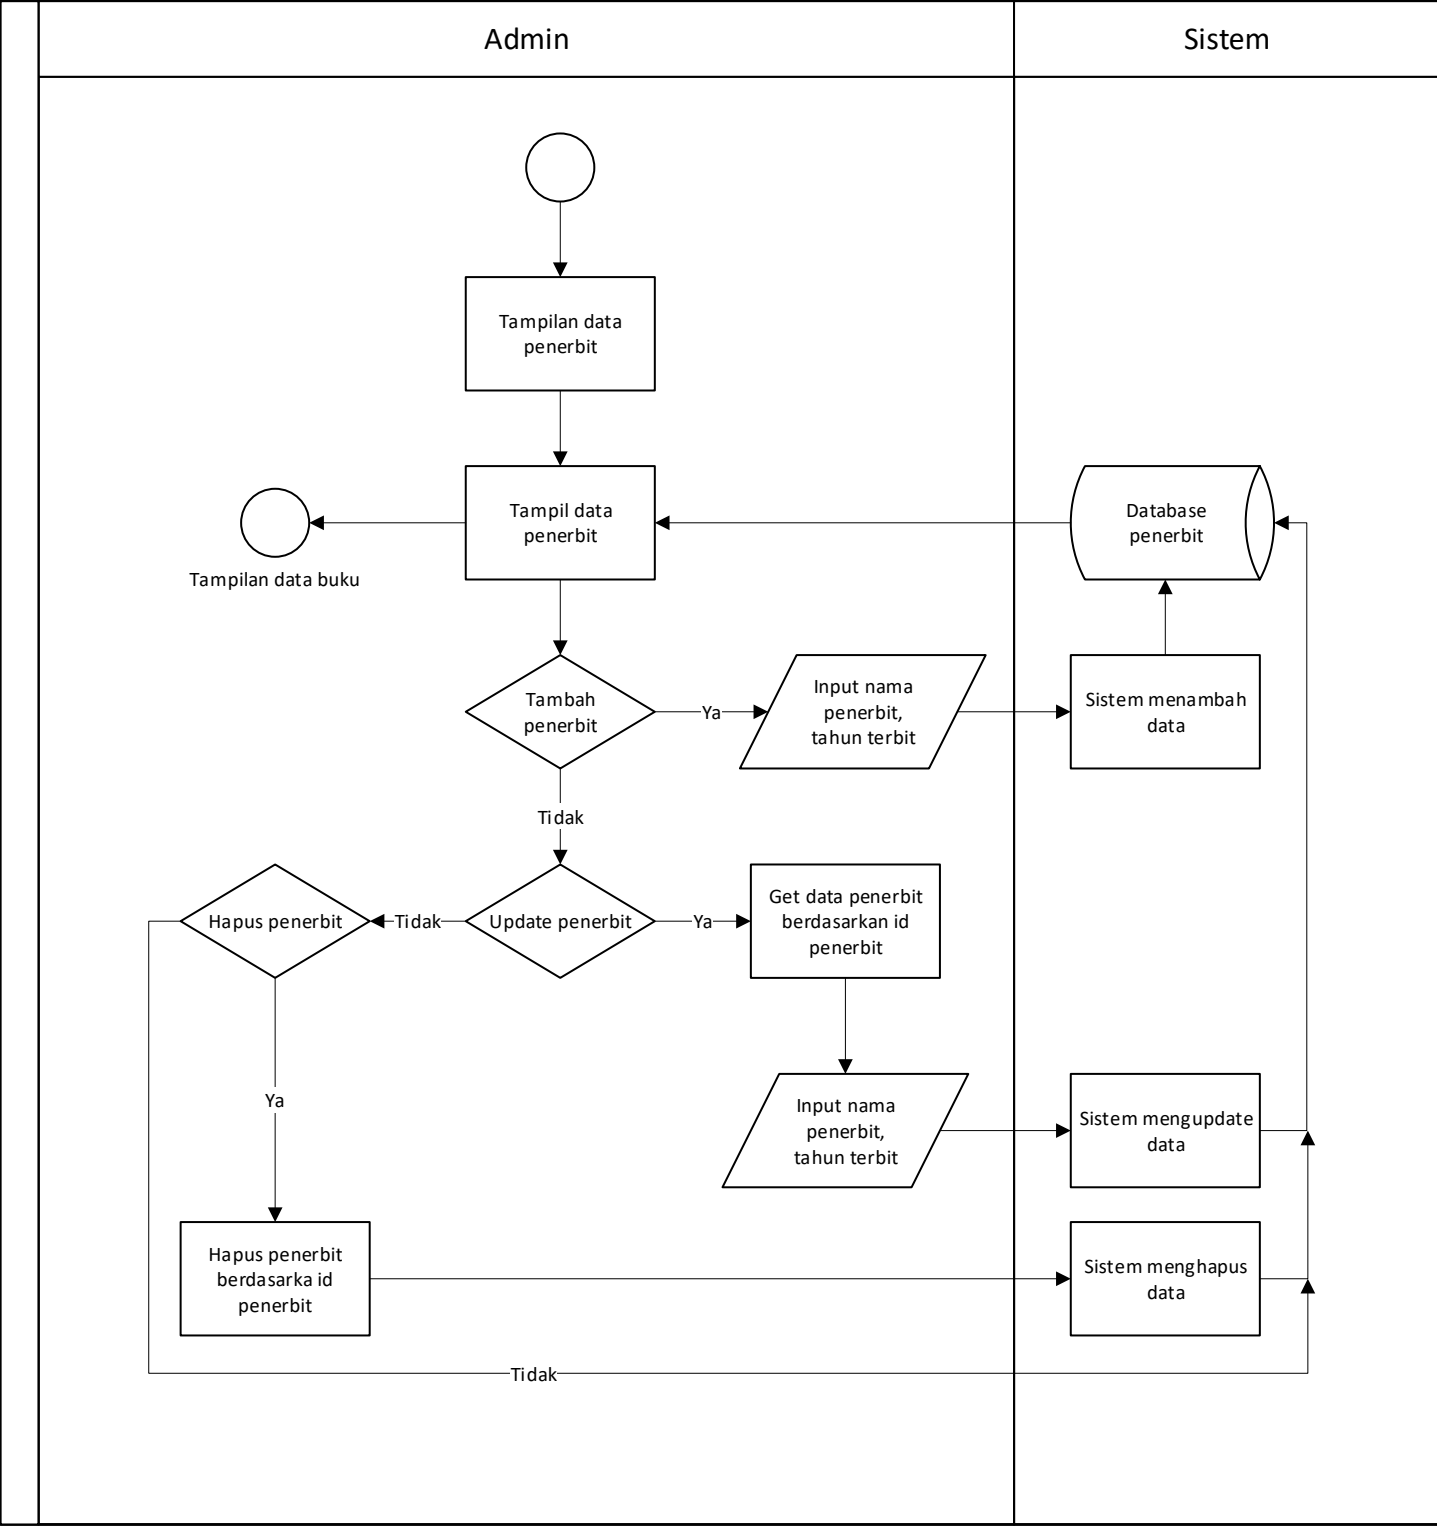 Admin
Sistem
Tampilan data
penerbit
Tampil data
penerbit
Database
penerbit
Tampilan data buku
Tambah
penerbit
Ya
Input nama
penerbit,
tahun terbit
Sistem menambah
data
Tidak
Hapus penerbit
Tidak
Update penerbit
Ya
Get data penerbit
berdasarkan id
penerbit
Ya
Input nama
penerbit,
tahun terbit
Sistem mengupdate
data
Hapus penerbit
berdasarka id
penerbit
Sistem menghapus
data
Tidak